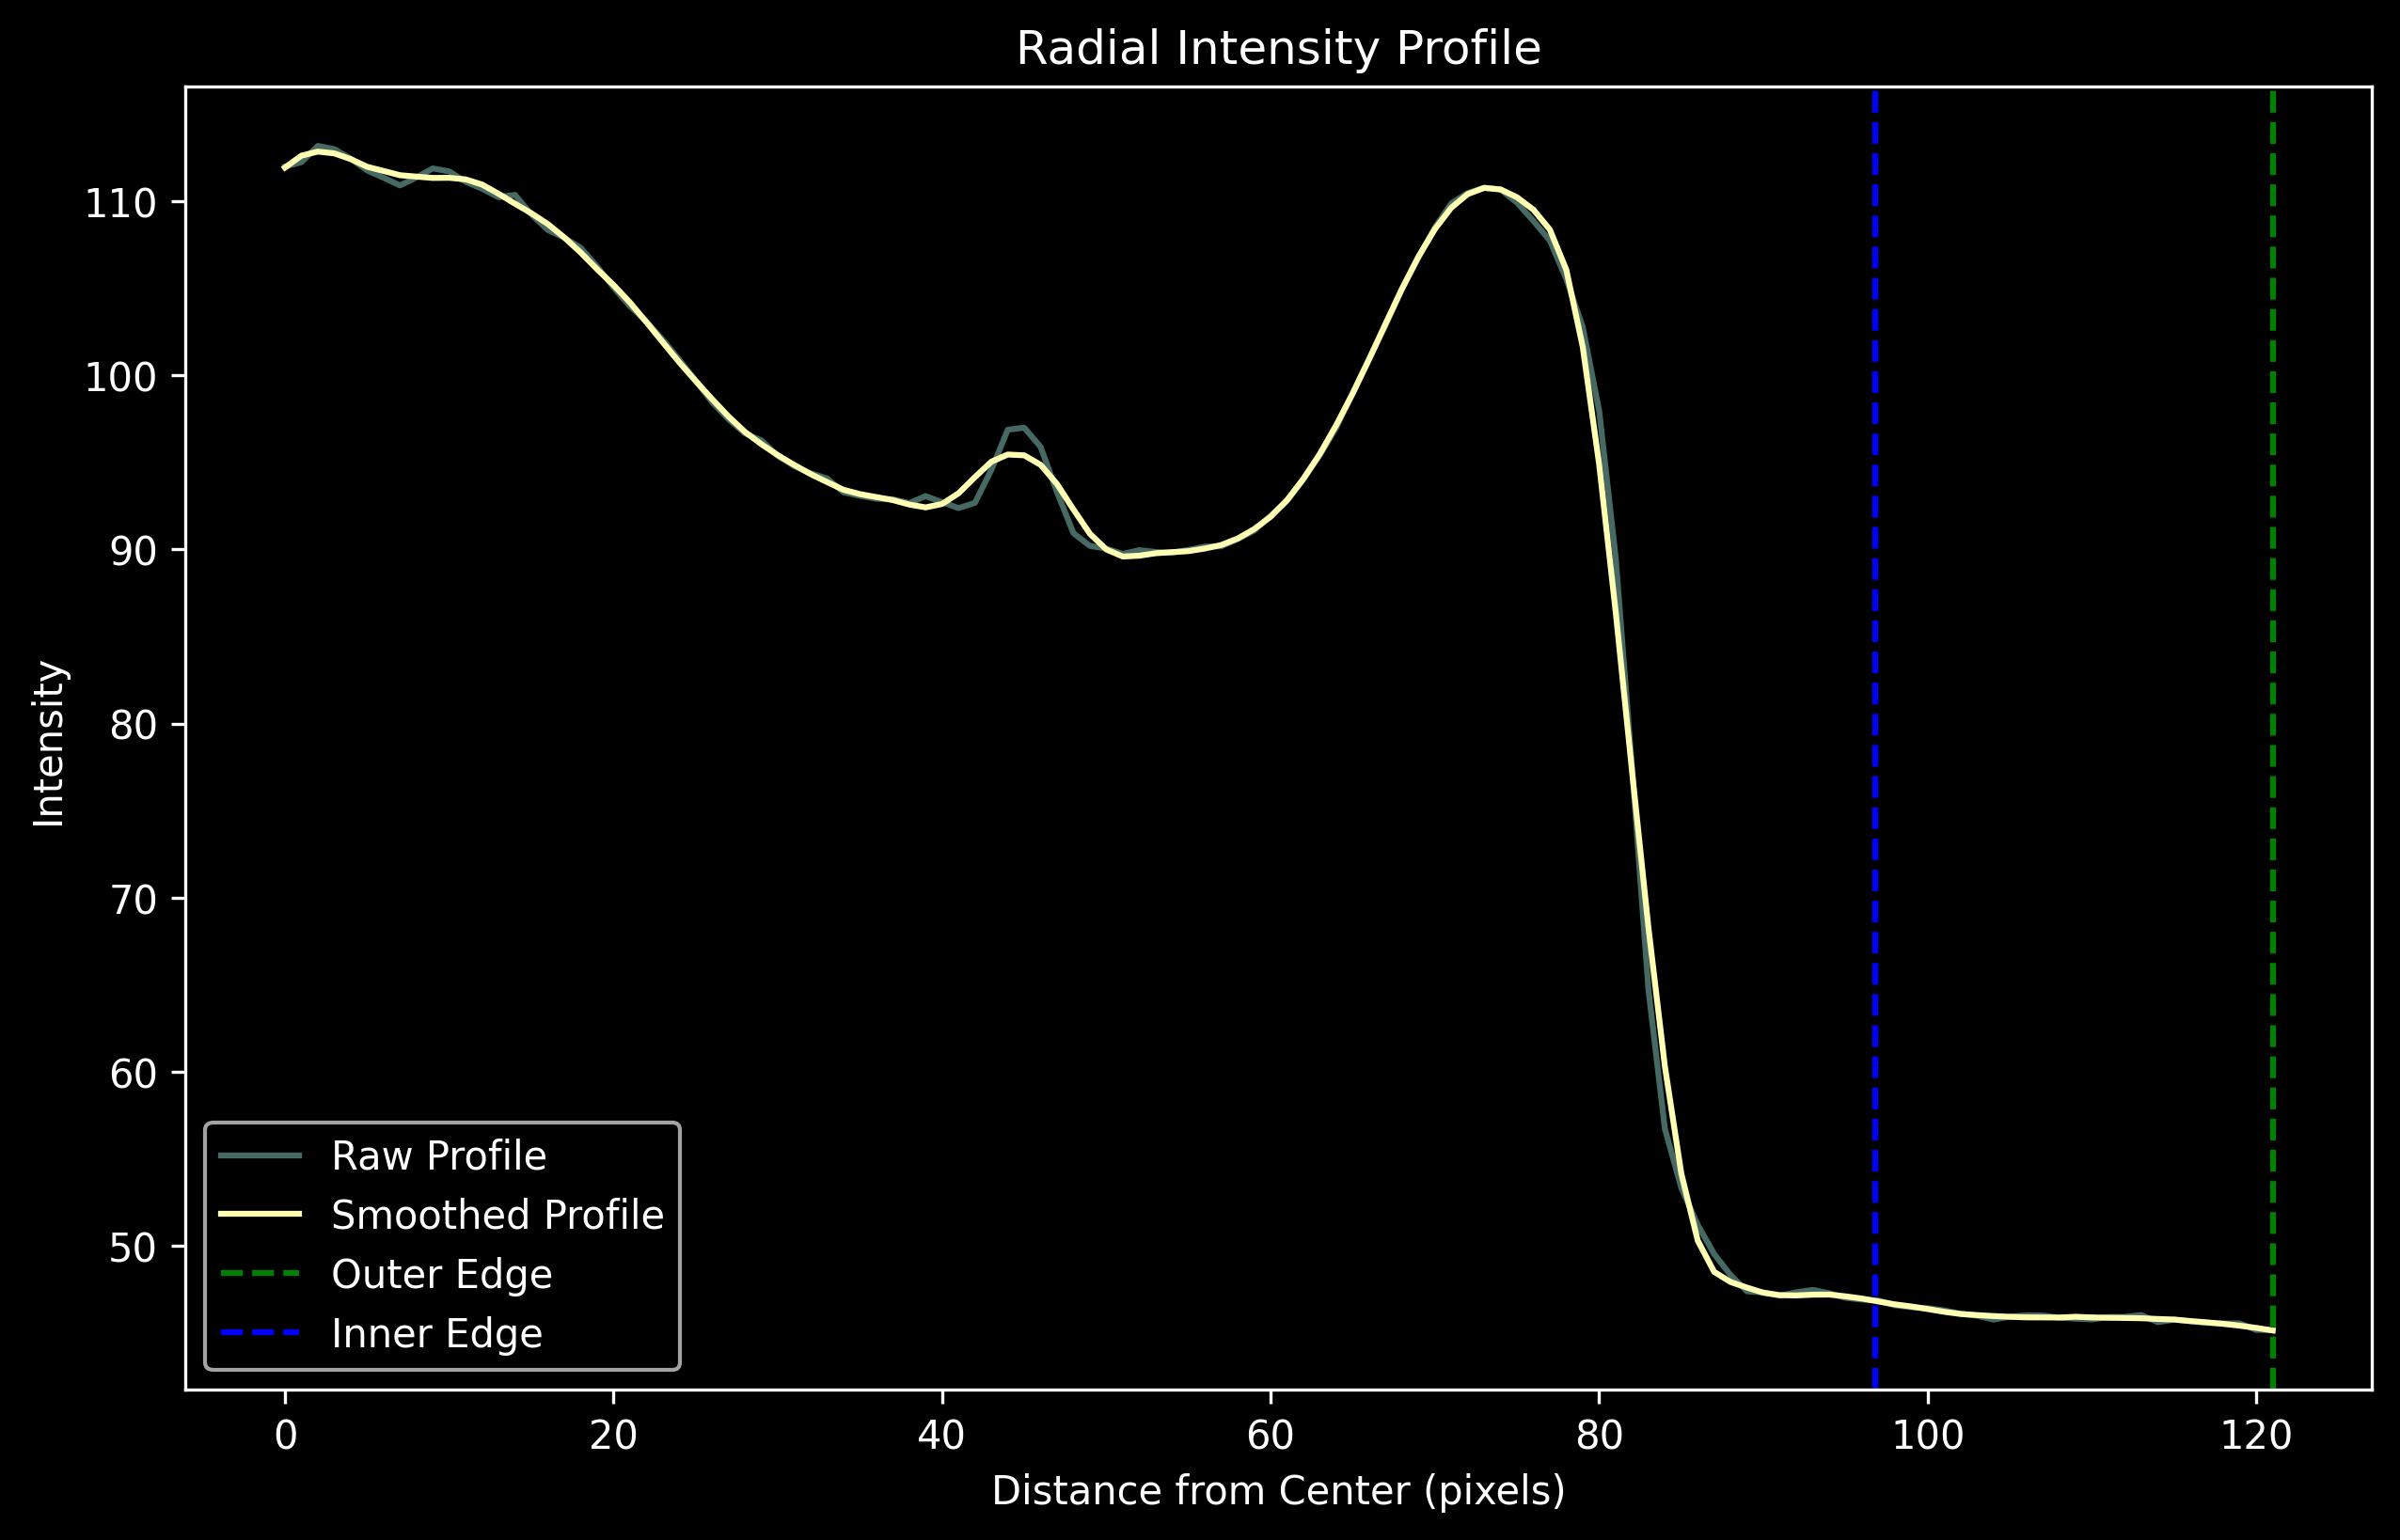 Radial Intensity Profile
Intensity
110
100
90
80
70
60
50
Raw Profile
Smoothed Profile
Outer Edge
Inner Edge
0 20 40 60 80 100 120
Distance from Center (pixels)